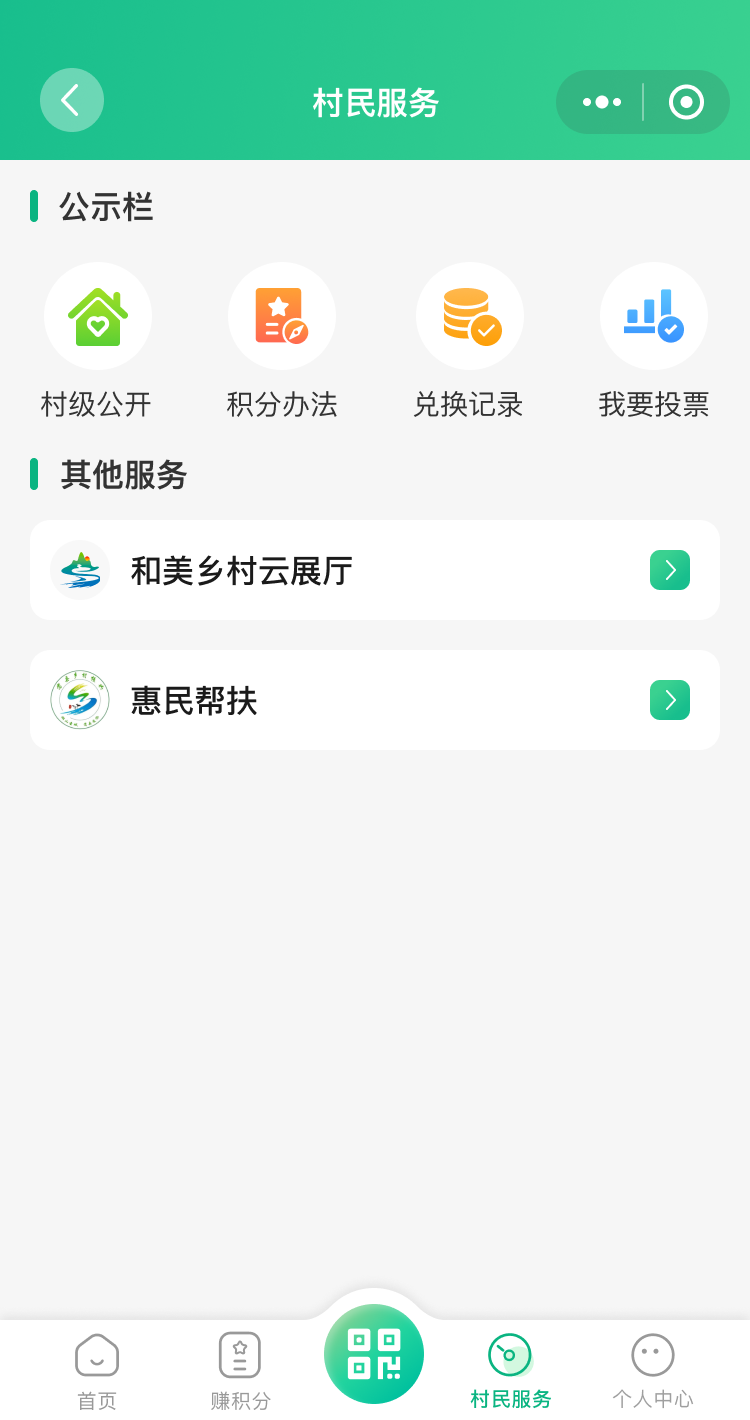 村民服务
公示栏
村级公开 积分办法 兑换记录 我要投票
其他服务
和美乡村云展厅
惠民帮扶
首页 赚积分 村民服务 个人中心